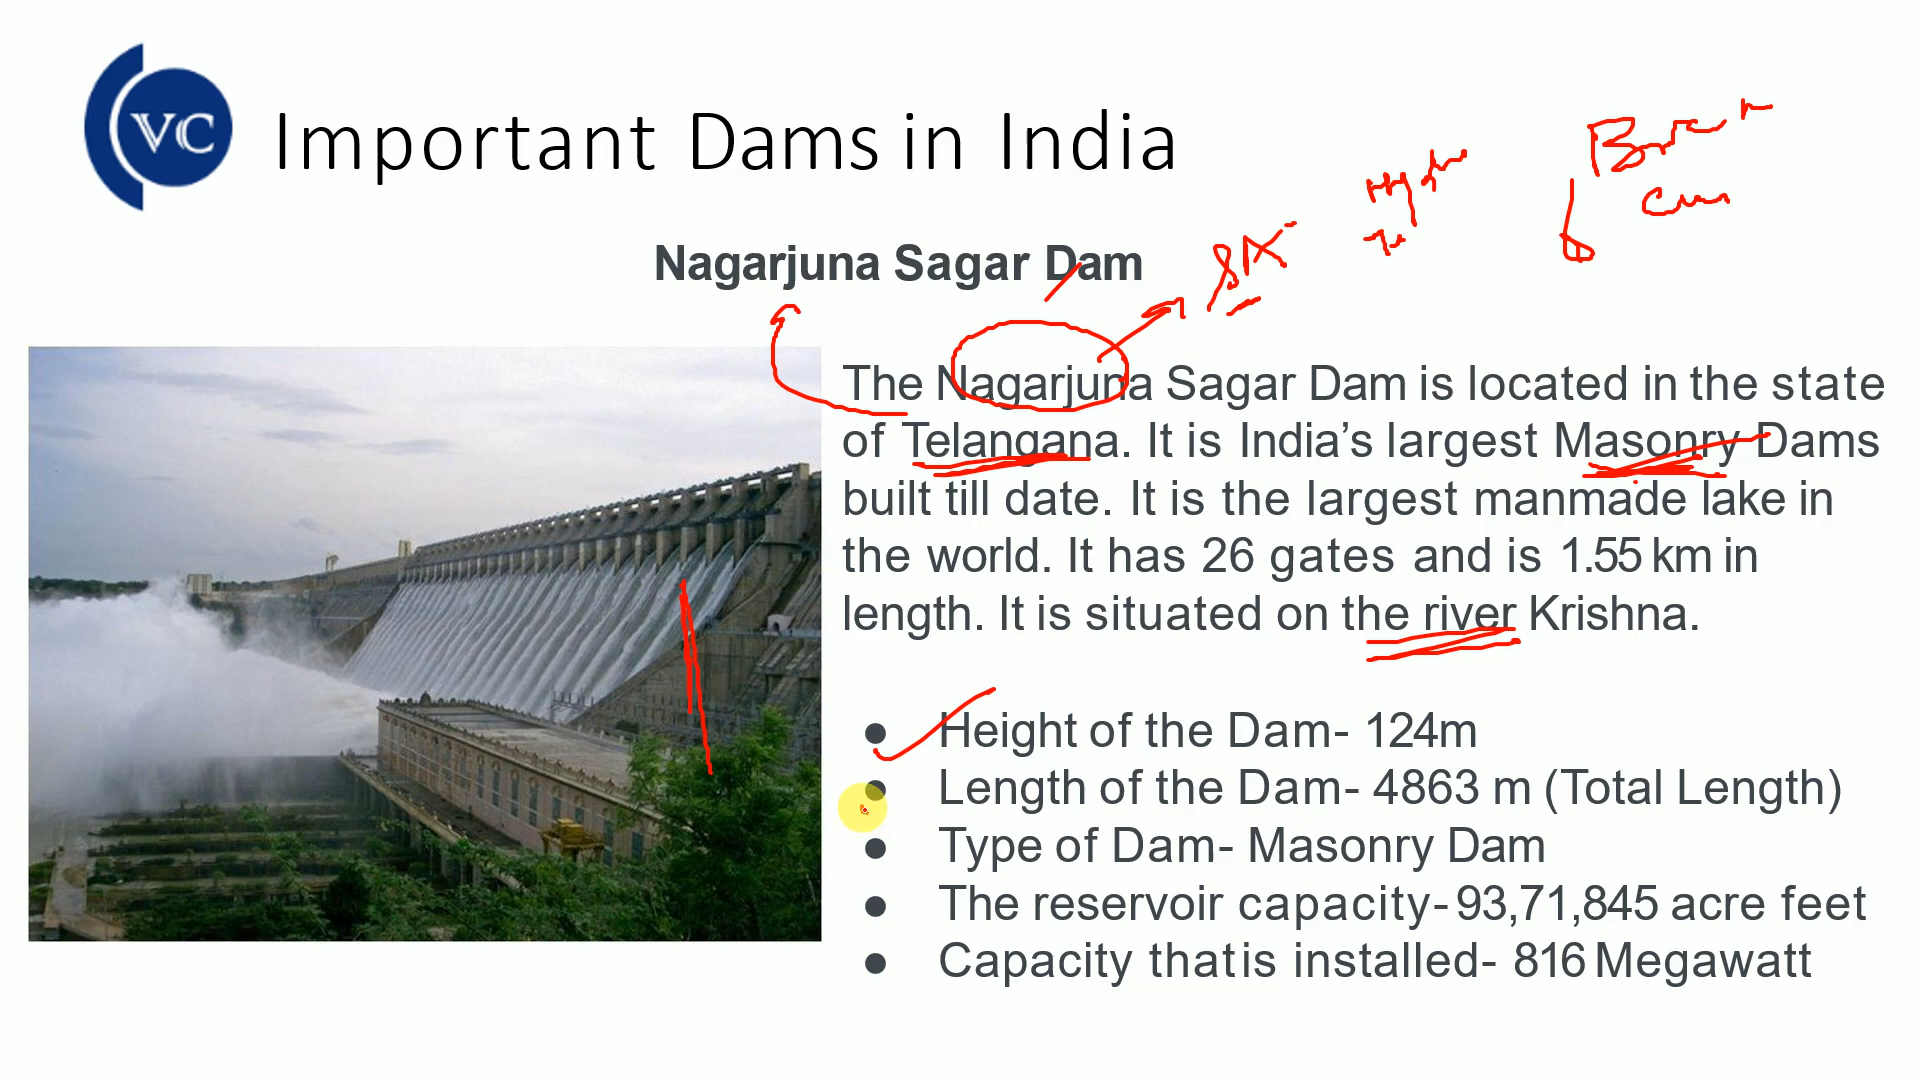 VC
Important Dams in India
Nagarjuna Sagar Dam
The Nagarjuna Sagar Dam is located in the state
of Telangana. It is India’s largest Masonry Dams
built till date. It is the largest manmade lake in
the world. It has 26 gates and is 1.55 km in
length. It is situated on the river Krishna.
● Height of the Dam- 124m
● Length of the Dam- 4863 m (Total Length)
● Type of Dam- Masonry Dam
● The reservoir capacity- 93,71,845 acre feet
● Capacity that is installed- 816 Megawatt